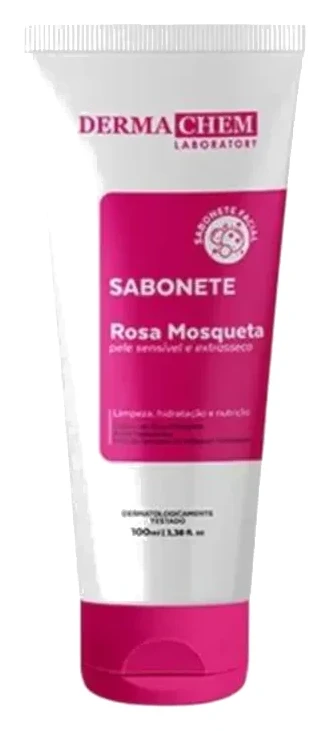 DERMA CHEM
LABORATORY
SABONETE FACIAL
SABONETE
Rosa Mosqueta
pele sensível e extrasseca
Limpeza, hidratação e nutrição
DERMATOLOGICAMENTE
TESTADO
100ml | 3,38 fl. oz